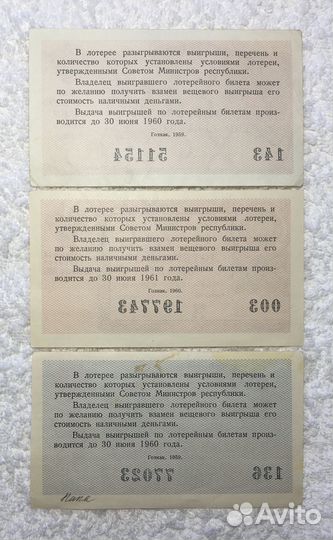 В лотерее разыгрываются выигрыши, перечень и
количество которых установлены условиями лотереи,
утвержденными Советом Министров республики.
Владелец выигравшего лотерейного билета может
по желанию получить взамен вещевого выигрыша его
стоимость наличными деньгами.
Выдача выигрышей по лотерейным билетам произ-
водится до 30 июня 1960 года.
Гознак. 1959.
В лотерее разыгрываются выигрыши, перечень и
количество которых установлены условиями лотереи,
утвержденными Советом Министров республики.
Владелец выигравшего лотерейного билета может
по желанию получить взамен вещевого выигрыша его
стоимость наличными деньгами.
Выдача выигрышей по лотерейным билетам произ-
водится до 30 июня 1961 года.
Гознак. 1960.
В лотерее разыгрываются выигрыши, перечень и
количество которых установлены условиями лотереи,
утвержденными Советом Министров республики.
Владелец выигравшего лотерейного билета может
по желанию получить взамен вещевого выигрыша его
стоимость наличными деньгами.
Выдача выигрышей по лотерейным билетам произ-
водится до 30 июня 1960 года.
Гознак. 1959.
Avito